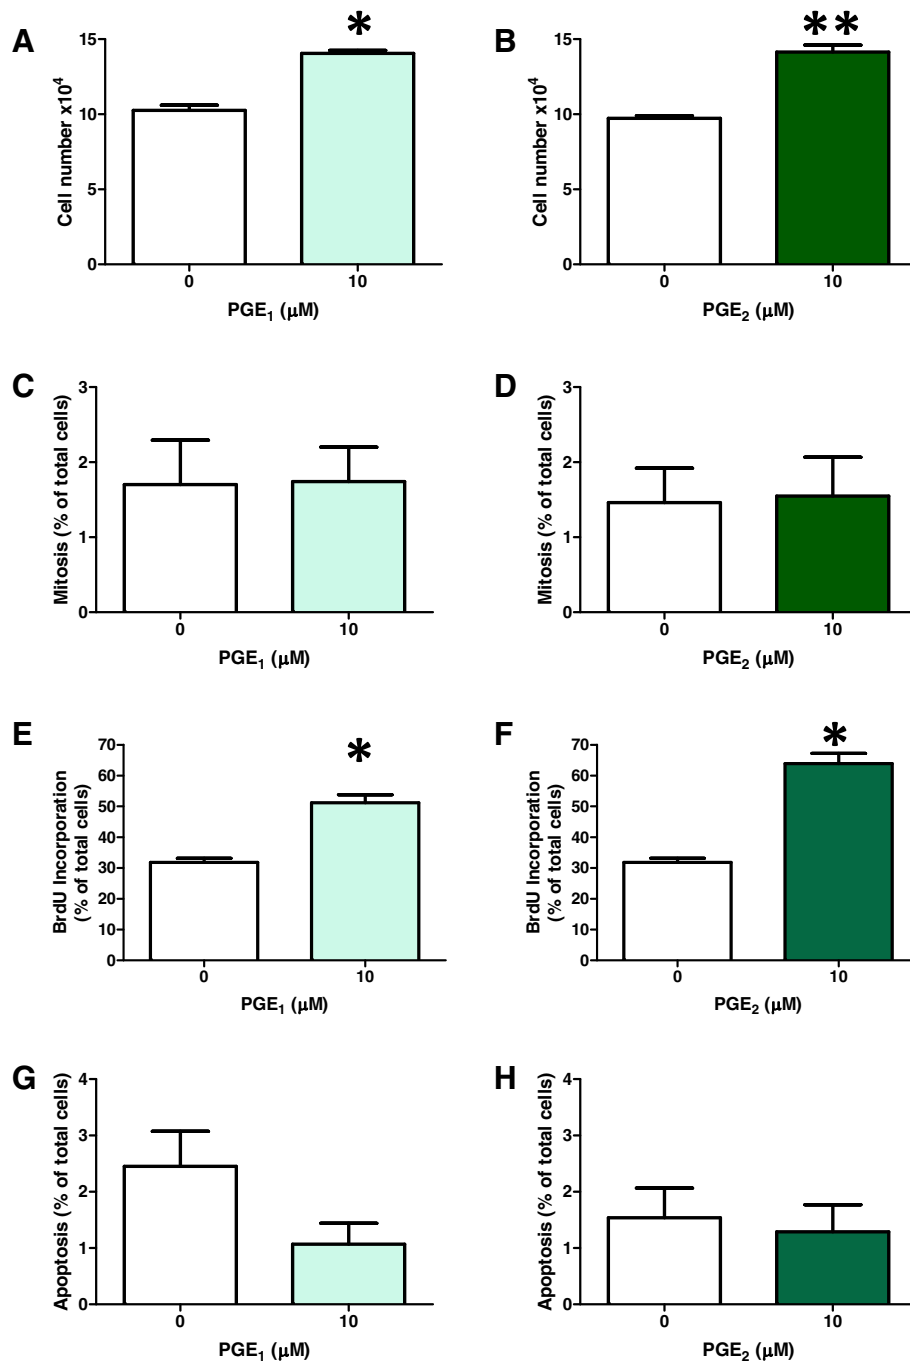 A
*
Cell number x10⁴
15
10
5
0
0
10
PGE₁ (μM)
B
**
Cell number x10⁴
15
10
5
0
0
10
PGE₂ (μM)
C
Mitosis (% of total cells)
3
2
1
0
0
10
PGE₁ (μM)
D
Mitosis (% of total cells)
3
2
1
0
0
10
PGE₂ (μM)
E
*
BrdU Incorporation
(% of total cells)
70
60
50
40
30
20
10
0
0
10
PGE₁ (μM)
F
*
BrdU Incorporation
(% of total cells)
70
60
50
40
30
20
10
0
0
10
PGE₂ (μM)
G
Apoptosis (% of total cells)
4
3
2
1
0
0
10
PGE₁ (μM)
H
Apoptosis (% of total cells)
4
3
2
1
0
0
10
PGE₂ (μM)